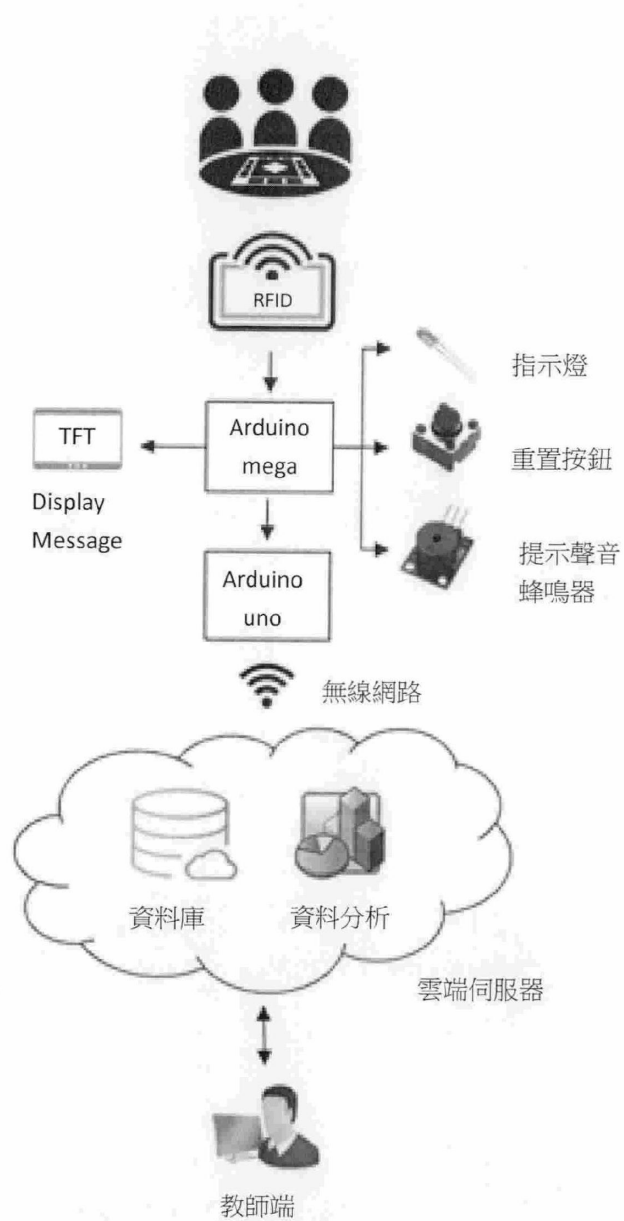 RFID
指示燈
TFT
Arduino
mega
重置按鈕
Display
Message
提示聲音
蜂鳴器
Arduino
uno
無線網路
資料庫
資料分析
雲端伺服器
教師端